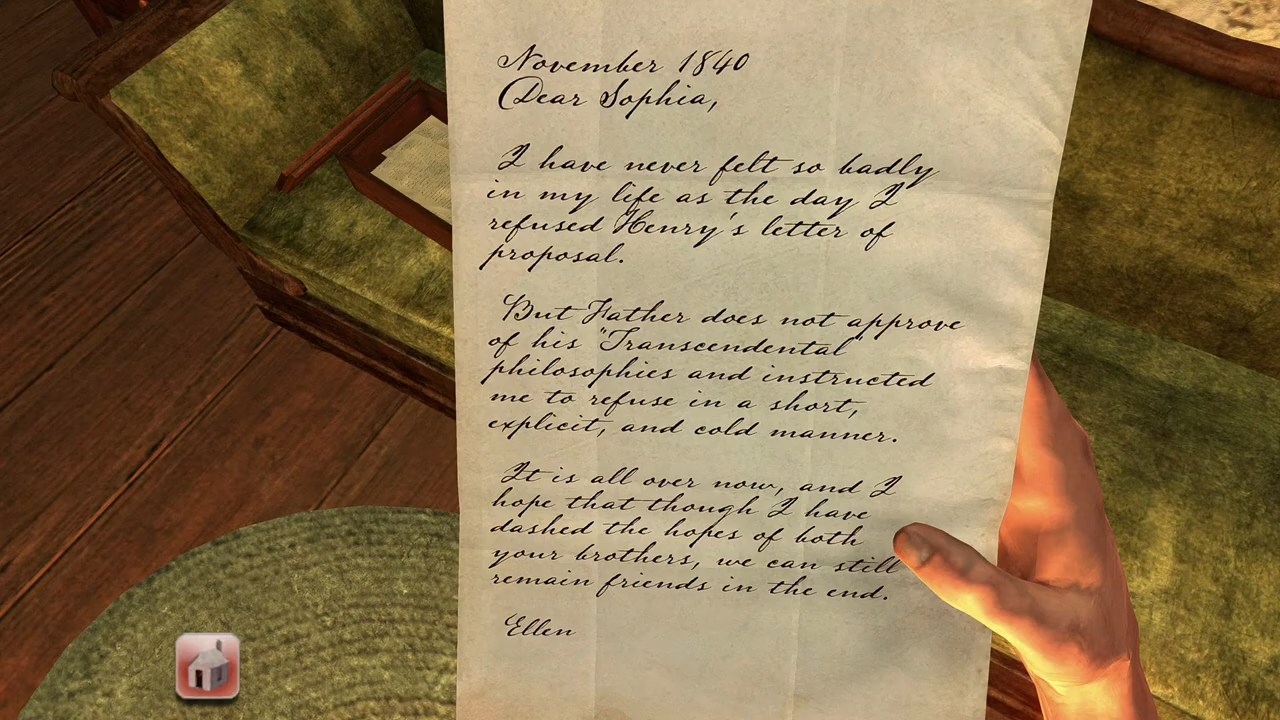 November 1840
Dear Sophia,
I have never felt so badly
in my life as the day I
refused Henry's letter of
proposal.
But Father does not approve
of his "Transcendental"
philosophies and instructed
me to refuse in a short,
explicit, and cold manner.
It is all over now, and I
hope that though I have
dashed the hopes of both
your brothers, we can still
remain friends in the end.
Ellen